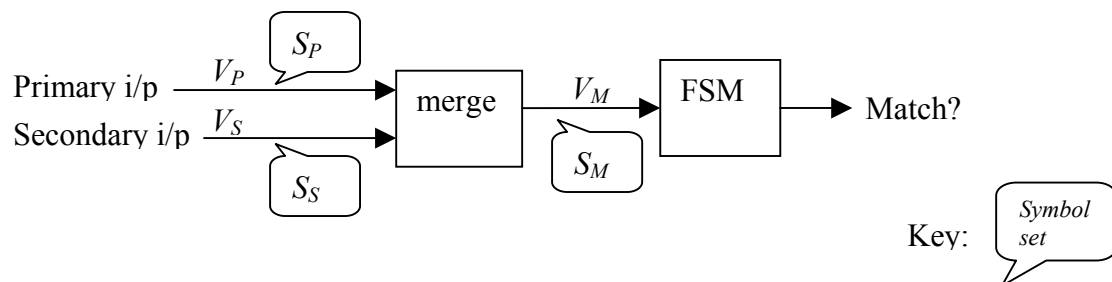 S_P
Primary i/p V_P
merge
V_M
FSM
Match?
Secondary i/p V_S
S_S
S_M
Key:
Symbol
set